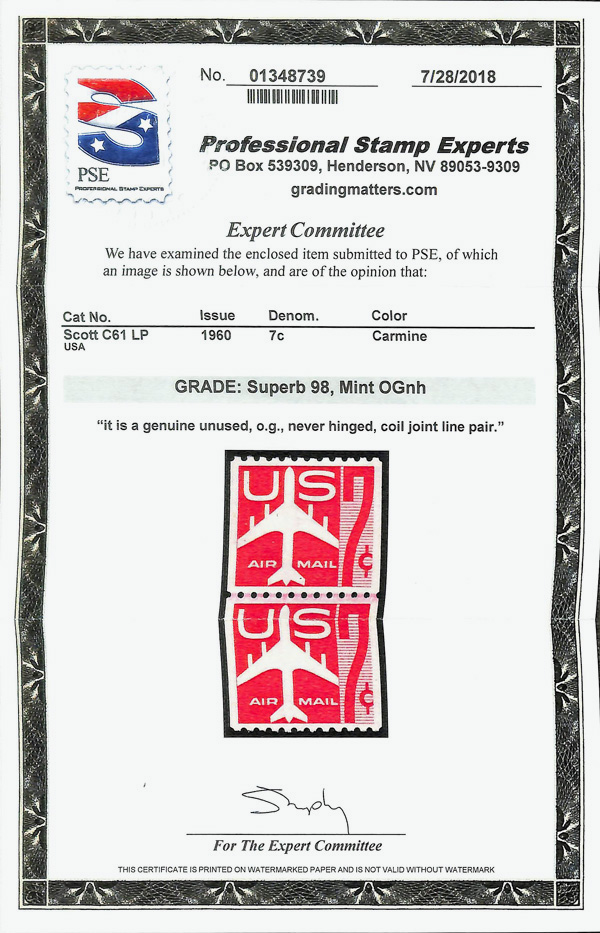 No. 01348739 7/28/2018
PSE
PROFESSIONAL STAMP EXPERTS
Professional Stamp Experts
PO Box 539309, Henderson, NV 89053-9309
gradingmatters.com
Expert Committee
We have examined the enclosed item submitted to PSE, of which
an image is shown below, and are of the opinion that:
Cat No. Issue Denom. Color
Scott C61 LP 1960 7c Carmine
USA
GRADE: Superb 98, Mint OGnh
“it is a genuine unused, o.g., never hinged, coil joint line pair.”
US 7¢
AIR MAIL
US 7¢
AIR MAIL
For The Expert Committee
THIS CERTIFICATE IS PRINTED ON WATERMARKED PAPER AND IS NOT VALID WITHOUT WATERMARK